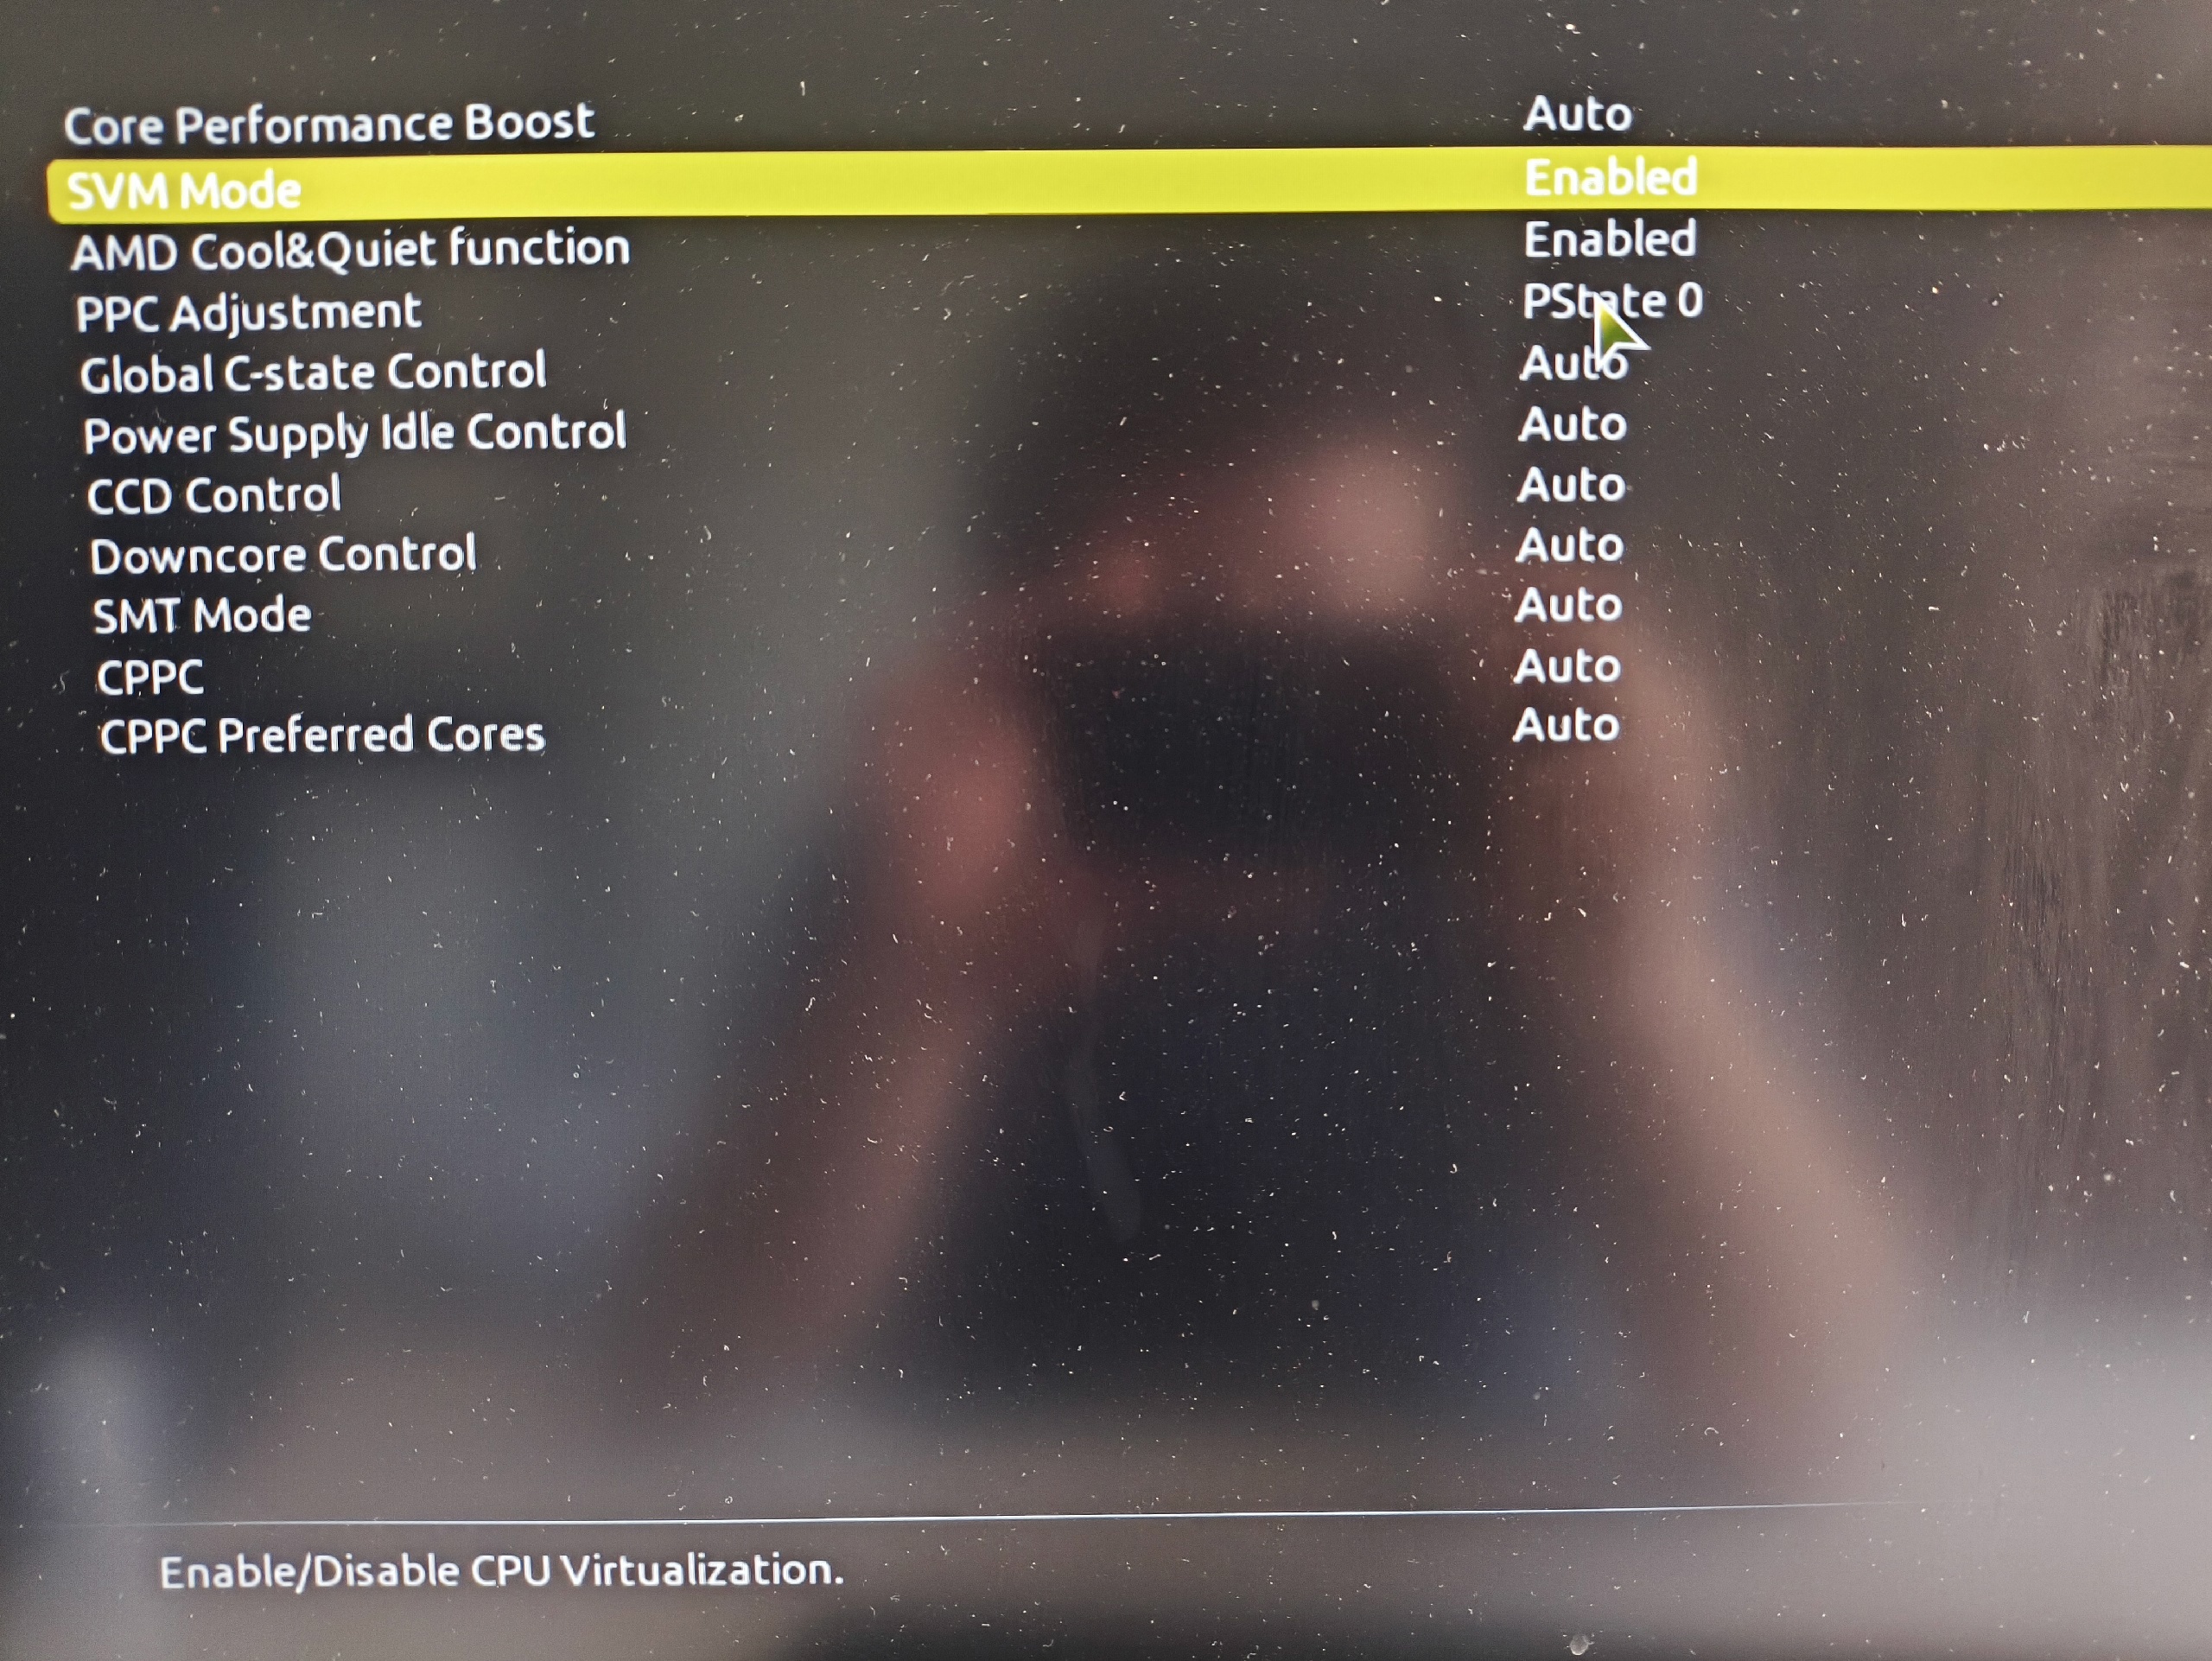 Core Performance Boost Auto
SVM Mode Enabled
AMD Cool&Quiet function Enabled
PPC Adjustment PState 0
Global C-state Control Auto
Power Supply Idle Control Auto
CCD Control Auto
Downcore Control Auto
SMT Mode Auto
CPPC Auto
CPPC Preferred Cores Auto
Enable/Disable CPU Virtualization.